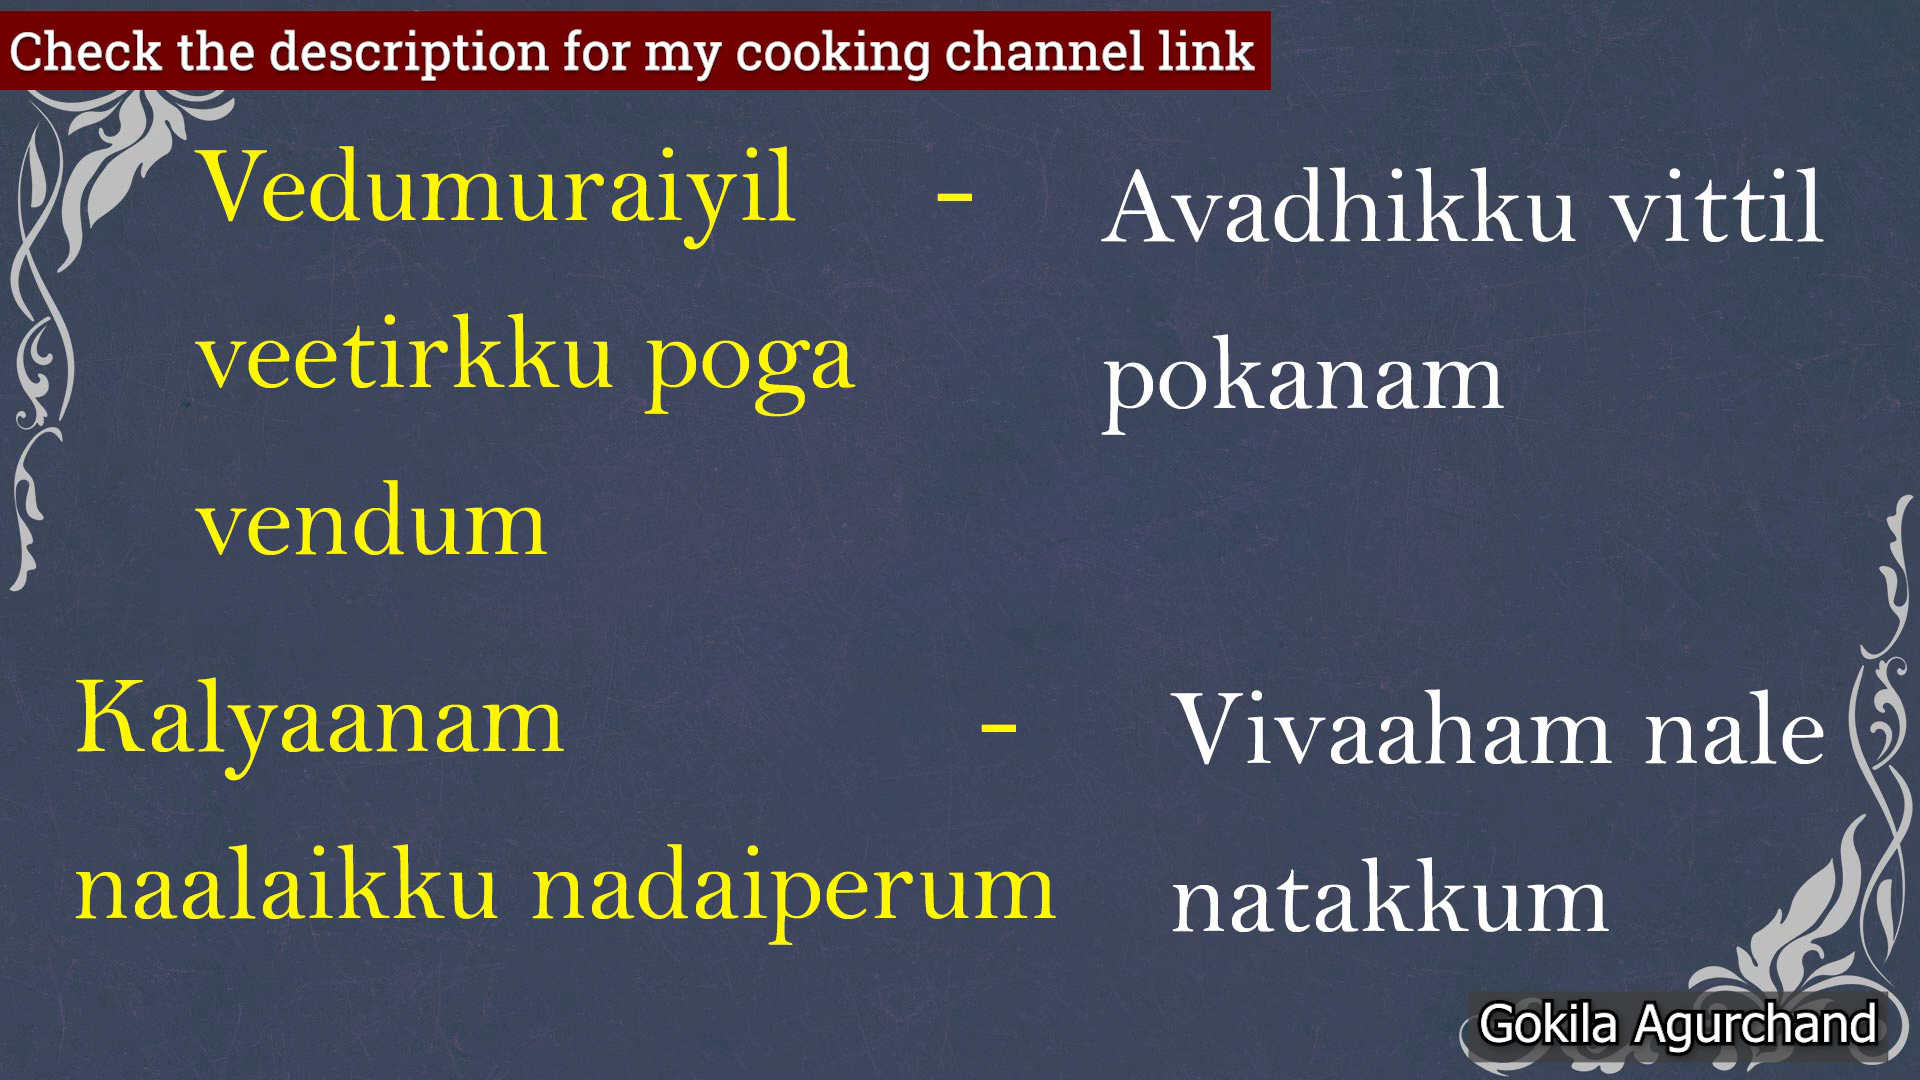 Check the description for my cooking channel link
Vedumuraiyil - Avadhikku vittil
veetirkku poga pokanam
vendum
Kalyaanam - Vivaaham nale
naalaikku nadaiperum natakkum
Gokila Agurchand